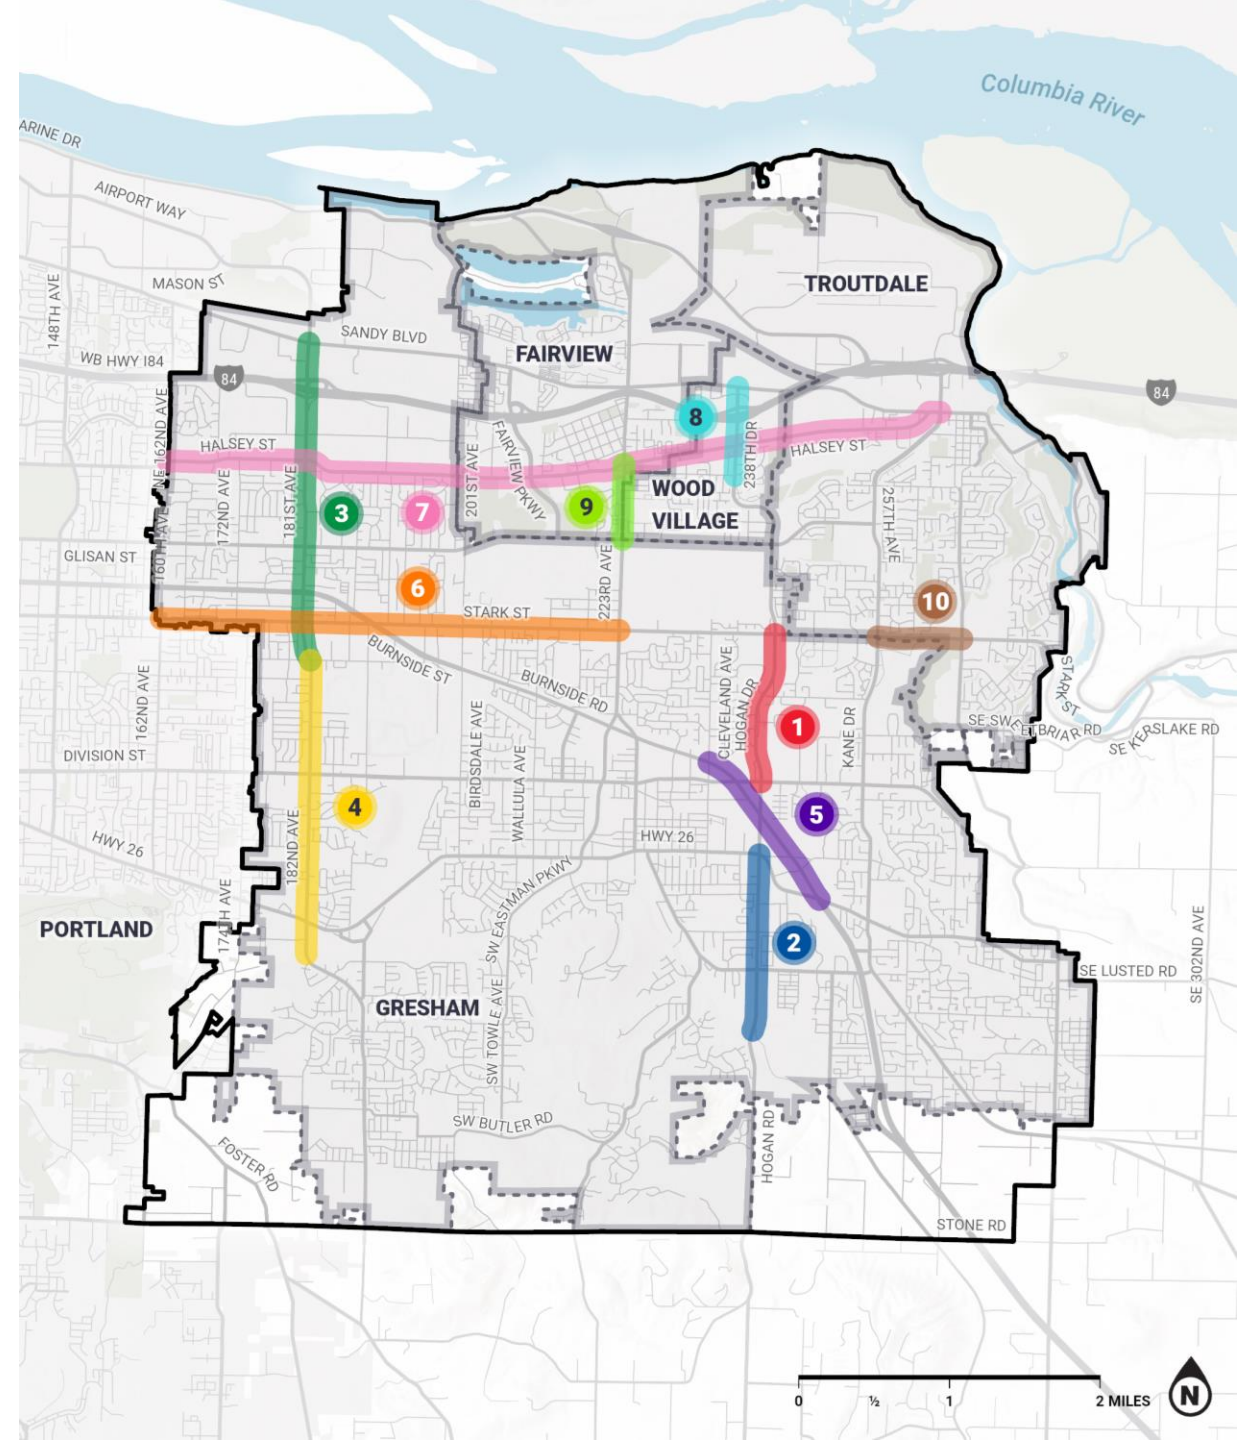 Columbia River
ARINE DR
AIRPORT WAY
MASON ST
148TH AVE
WB HWY I84
84
SANDY BLVD
FAIRVIEW
TROUTDALE
84
NE 162ND AVE
HALSEY ST
172ND AVE
181ST AVE
201ST AVE
FAIRVIEW PKWY
8
238TH DR
HALSEY ST
WOOD
VILLAGE
3
7
9
257TH AVE
GLISAN ST
160TH AVE
223RD AVE
6
STARK ST
10
BURNSIDE ST
BURNSIDE RD
162ND AVE
CLEVELAND AVE
HOGAN DR
1
KANE DR
STARK ST
SE SWEETBRIAR RD
SE KERSLAKE RD
DIVISION ST
BIRDSDALE AVE
WALLULA AVE
4
5
HWY 26
HWY 26
182ND AVE
174TH AVE
SW EASTMAN PKWY
PORTLAND
2
SE 302ND AVE
SE LUSTED RD
GRESHAM
SW TOWLE AVE
SW BUTLER RD
HOGAN RD
FOSTER RD
STONE RD
0
½
1
2 MILES
N